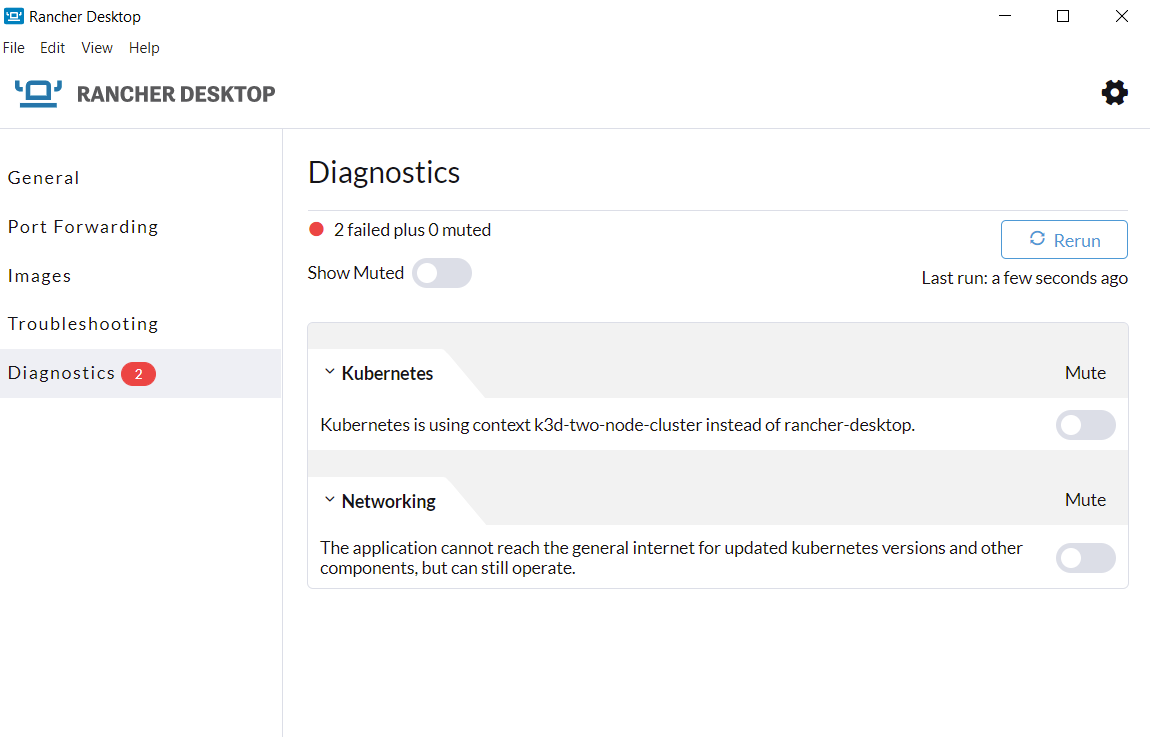 Rancher Desktop
File Edit View Help
RANCHER DESKTOP
General
Port Forwarding
Images
Troubleshooting
Diagnostics 2
Diagnostics
2 failed plus 0 muted
Rerun
Show Muted
Last run: a few seconds ago
Kubernetes Mute
Kubernetes is using context k3d-two-node-cluster instead of rancher-desktop.
Networking Mute
The application cannot reach the general internet for updated kubernetes versions and other
components, but can still operate.